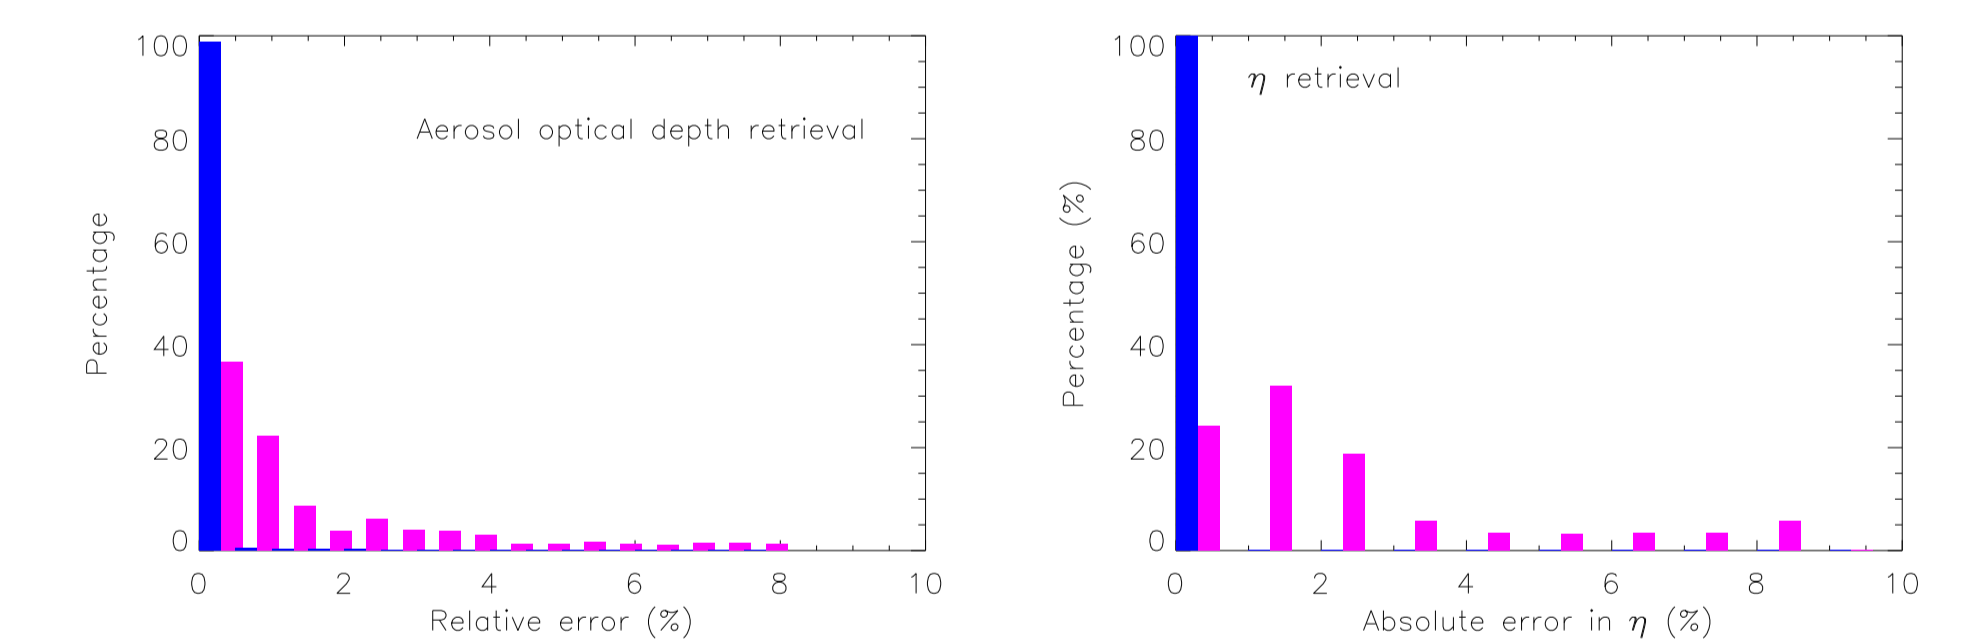 Percentage
100
80
60
40
20
0
Aerosol optical depth retrieval
0 2 4 6 8 10
Relative error (%)
Percentage (%)
100
80
60
40
20
0
η retrieval
0 2 4 6 8 10
Absolute error in η (%)